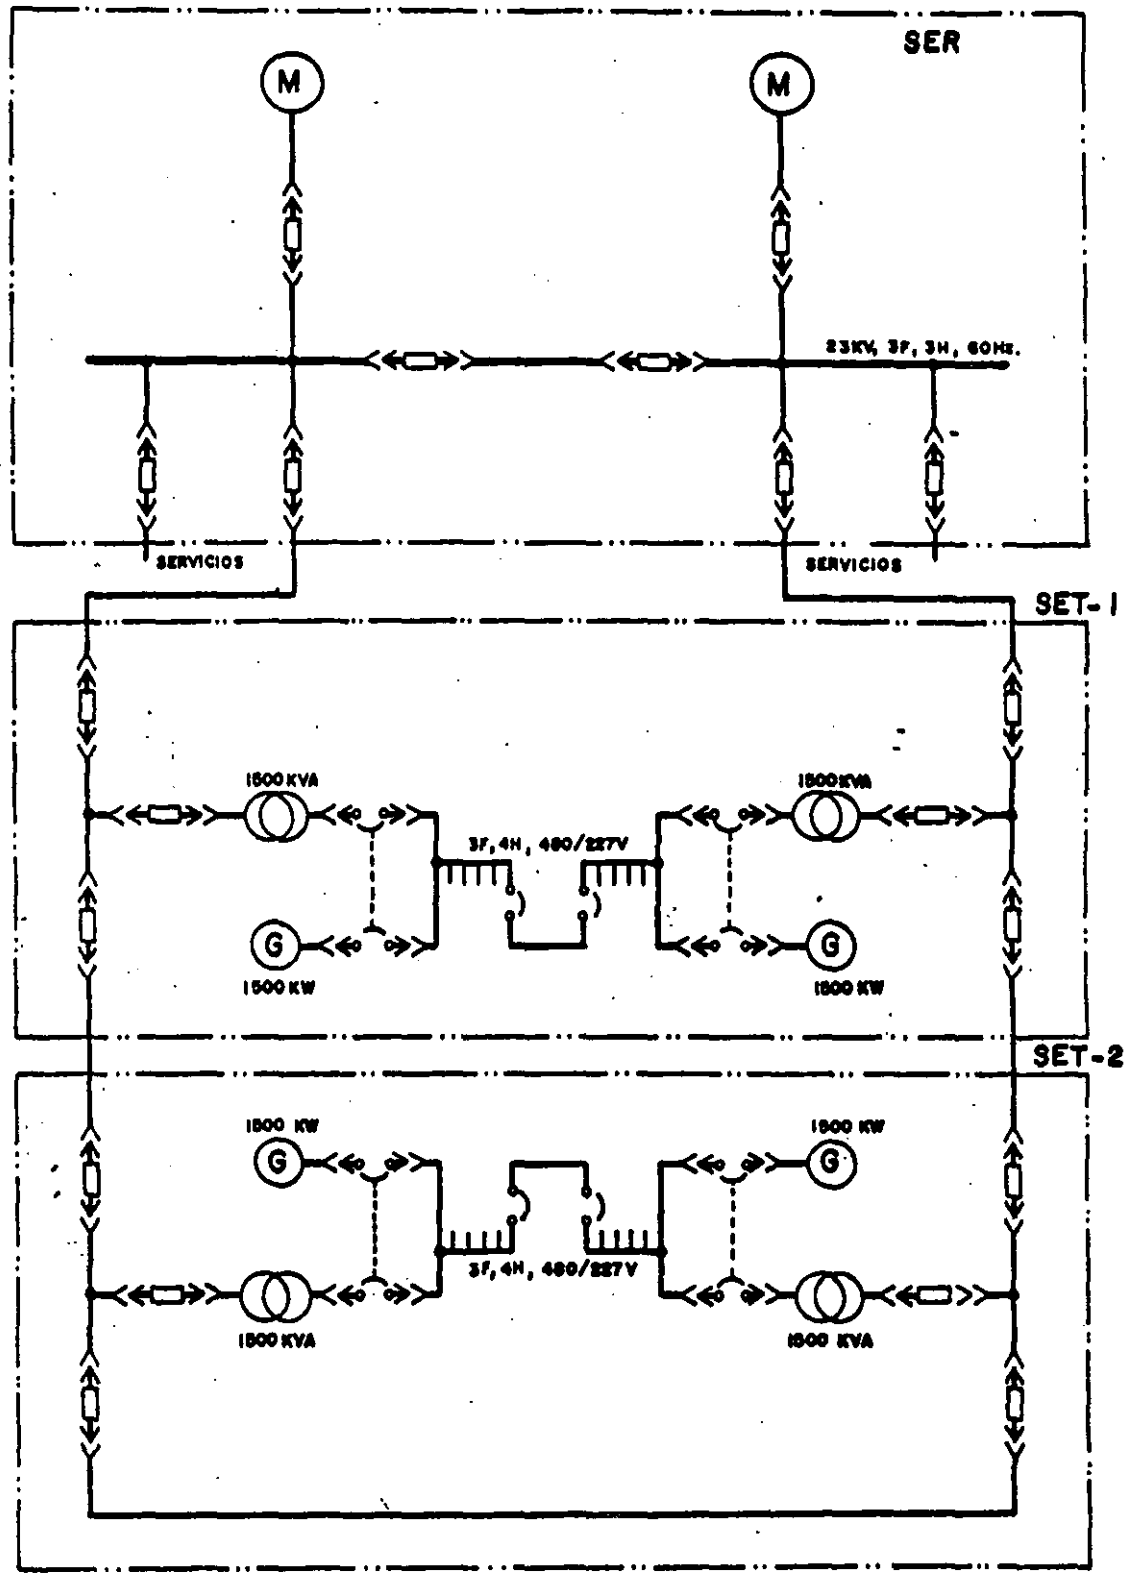 SER
M
M
23KV, 3F, 3H, 60Hz.
SERVICIOS
SERVICIOS
SET-1
1500 KVA
1500 KVA
3F, 4H, 480/227V
G
G
1500 KW
1500 KW
SET-2
1500 KW
1500 KW
G
G
3F, 4H, 480/227V
1500 KVA
1500 KVA